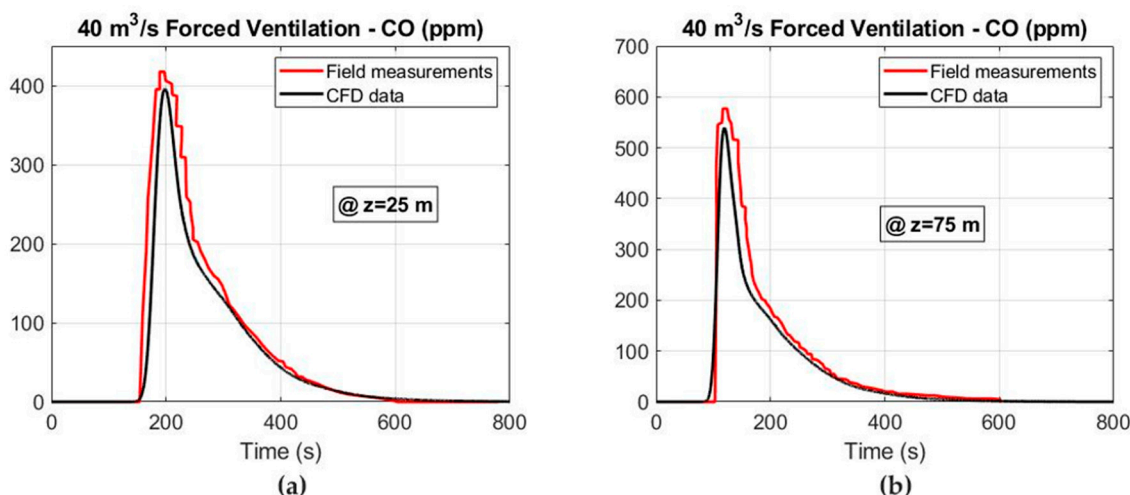 40 m³/s Forced Ventilation - CO (ppm)
Field measurements
CFD data
@ z=25 m
400
300
200
100
0
0 200 400 600 800
Time (s)
(a)
40 m³/s Forced Ventilation - CO (ppm)
Field measurements
CFD data
@ z=75 m
700
600
500
400
300
200
100
0
0 200 400 600 800
Time (s)
(b)